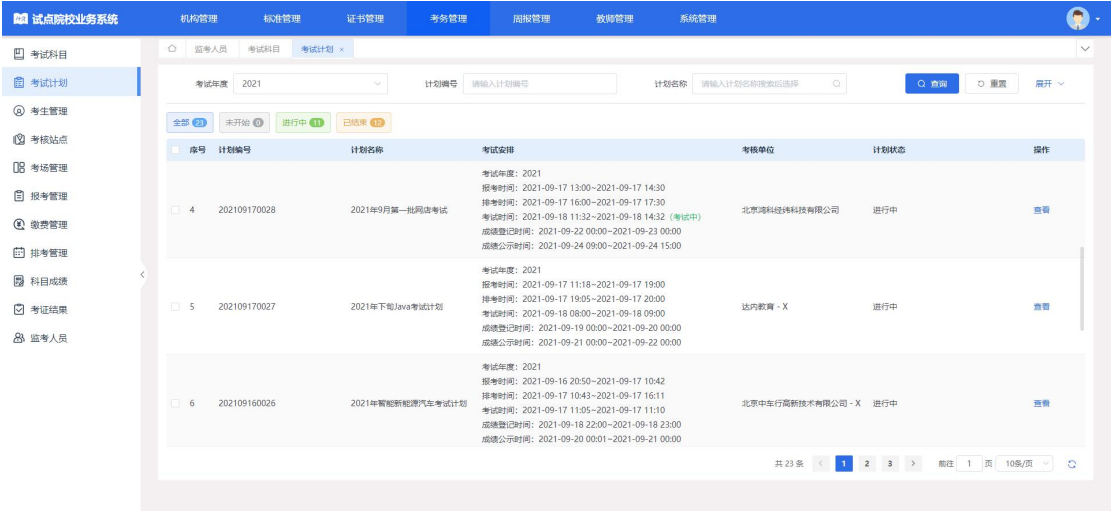 试点院校业务系统
机构管理 标准管理 证书管理 考务管理 周报管理 教师管理 系统管理
考试科目
考试计划
考生管理
考核站点
考场管理
报考管理
缴费管理
排考管理
科目成绩
考证结果
监考人员
监考人员 考试科目 考试计划 ×
考试年度 2021 计划编号 请输入计划编号 计划名称 请输入计划名称搜索后选择 查询 重置 展开
全部 23 未开始 0 进行中 11 已结束 12
序号 计划编号 计划名称 考试安排 考核单位 计划状态 操作
考试年度：2021
报考时间：2021-09-17 13:00~2021-09-17 14:30
排考时间：2021-09-17 16:00~2021-09-17 17:30
4 202109170028 2021年9月第一批网店考试 考试时间：2021-09-18 11:32~2021-09-18 14:32（考试中） 北京鸿科经纬科技有限公司 进行中 查看
成绩登记时间：2021-09-22 00:00~2021-09-23 00:00
成绩公示时间：2021-09-24 09:00~2021-09-24 15:00
考试年度：2021
报考时间：2021-09-17 11:18~2021-09-17 19:00
排考时间：2021-09-17 19:05~2021-09-17 20:00
5 202109170027 2021年下旬Java考试计划 考试时间：2021-09-18 08:00~2021-09-18 09:00 达内教育 - X 进行中 查看
成绩登记时间：2021-09-19 00:00~2021-09-20 00:00
成绩公示时间：2021-09-21 00:00~2021-09-22 00:00
考试年度：2021
报考时间：2021-09-16 20:50~2021-09-17 10:42
排考时间：2021-09-17 10:43~2021-09-17 16:11
6 202109160026 2021年智能新能源汽车考试计划 考试时间：2021-09-17 11:05~2021-09-17 11:10 北京中车行高新技术有限公司 - X 进行中 查看
成绩登记时间：2021-09-18 22:00~2021-09-18 23:00
成绩公示时间：2021-09-20 00:01~2021-09-21 00:00
共 23 条 < 1 2 3 > 前往 1 页 10条/页